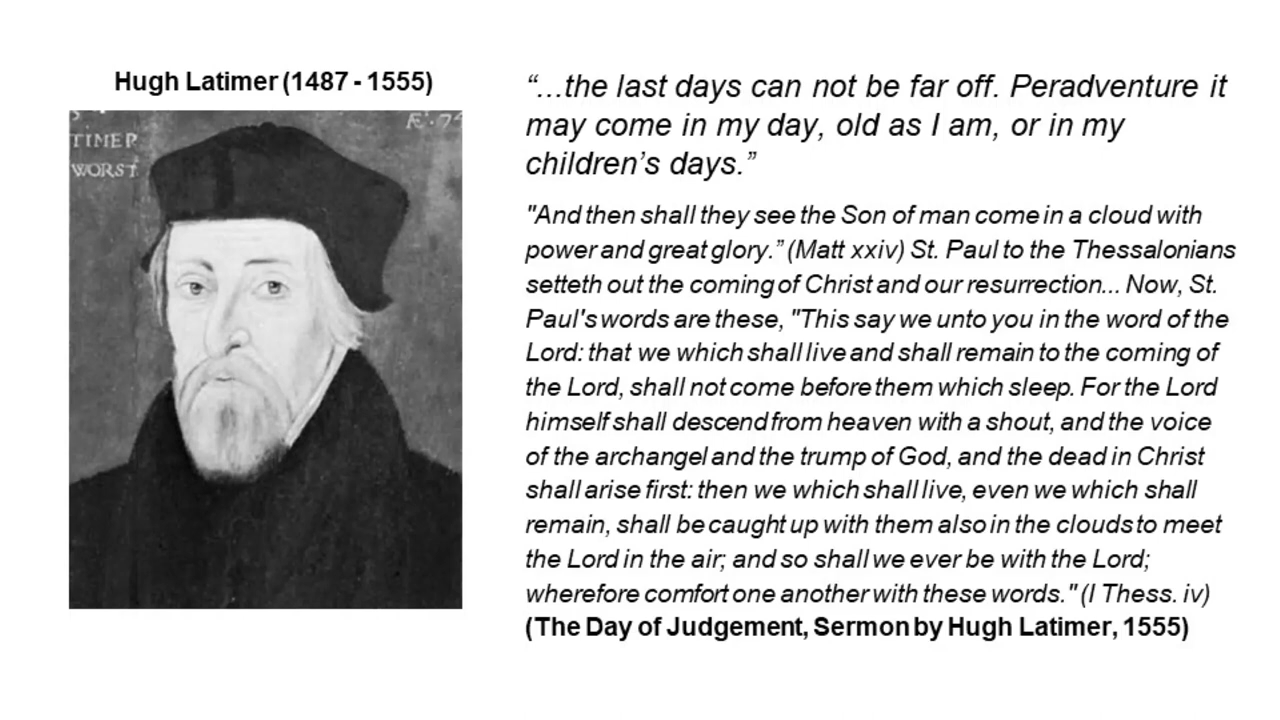 Hugh Latimer (1487 - 1555)
TIMER
WORST
Æ · 74
“...the last days can not be far off. Peradventure it
may come in my day, old as I am, or in my
children’s days.”
"And then shall they see the Son of man come in a cloud with
power and great glory.” (Matt xxiv) St. Paul to the Thessalonians
setteth out the coming of Christ and our resurrection... Now, St.
Paul's words are these, "This say we unto you in the word of the
Lord: that we which shall live and shall remain to the coming of
the Lord, shall not come before them which sleep. For the Lord
himself shall descend from heaven with a shout, and the voice
of the archangel and the trump of God, and the dead in Christ
shall arise first: then we which shall live, even we which shall
remain, shall be caught up with them also in the clouds to meet
the Lord in the air; and so shall we ever be with the Lord;
wherefore comfort one another with these words." (I Thess. iv)
(The Day of Judgement, Sermon by Hugh Latimer, 1555)